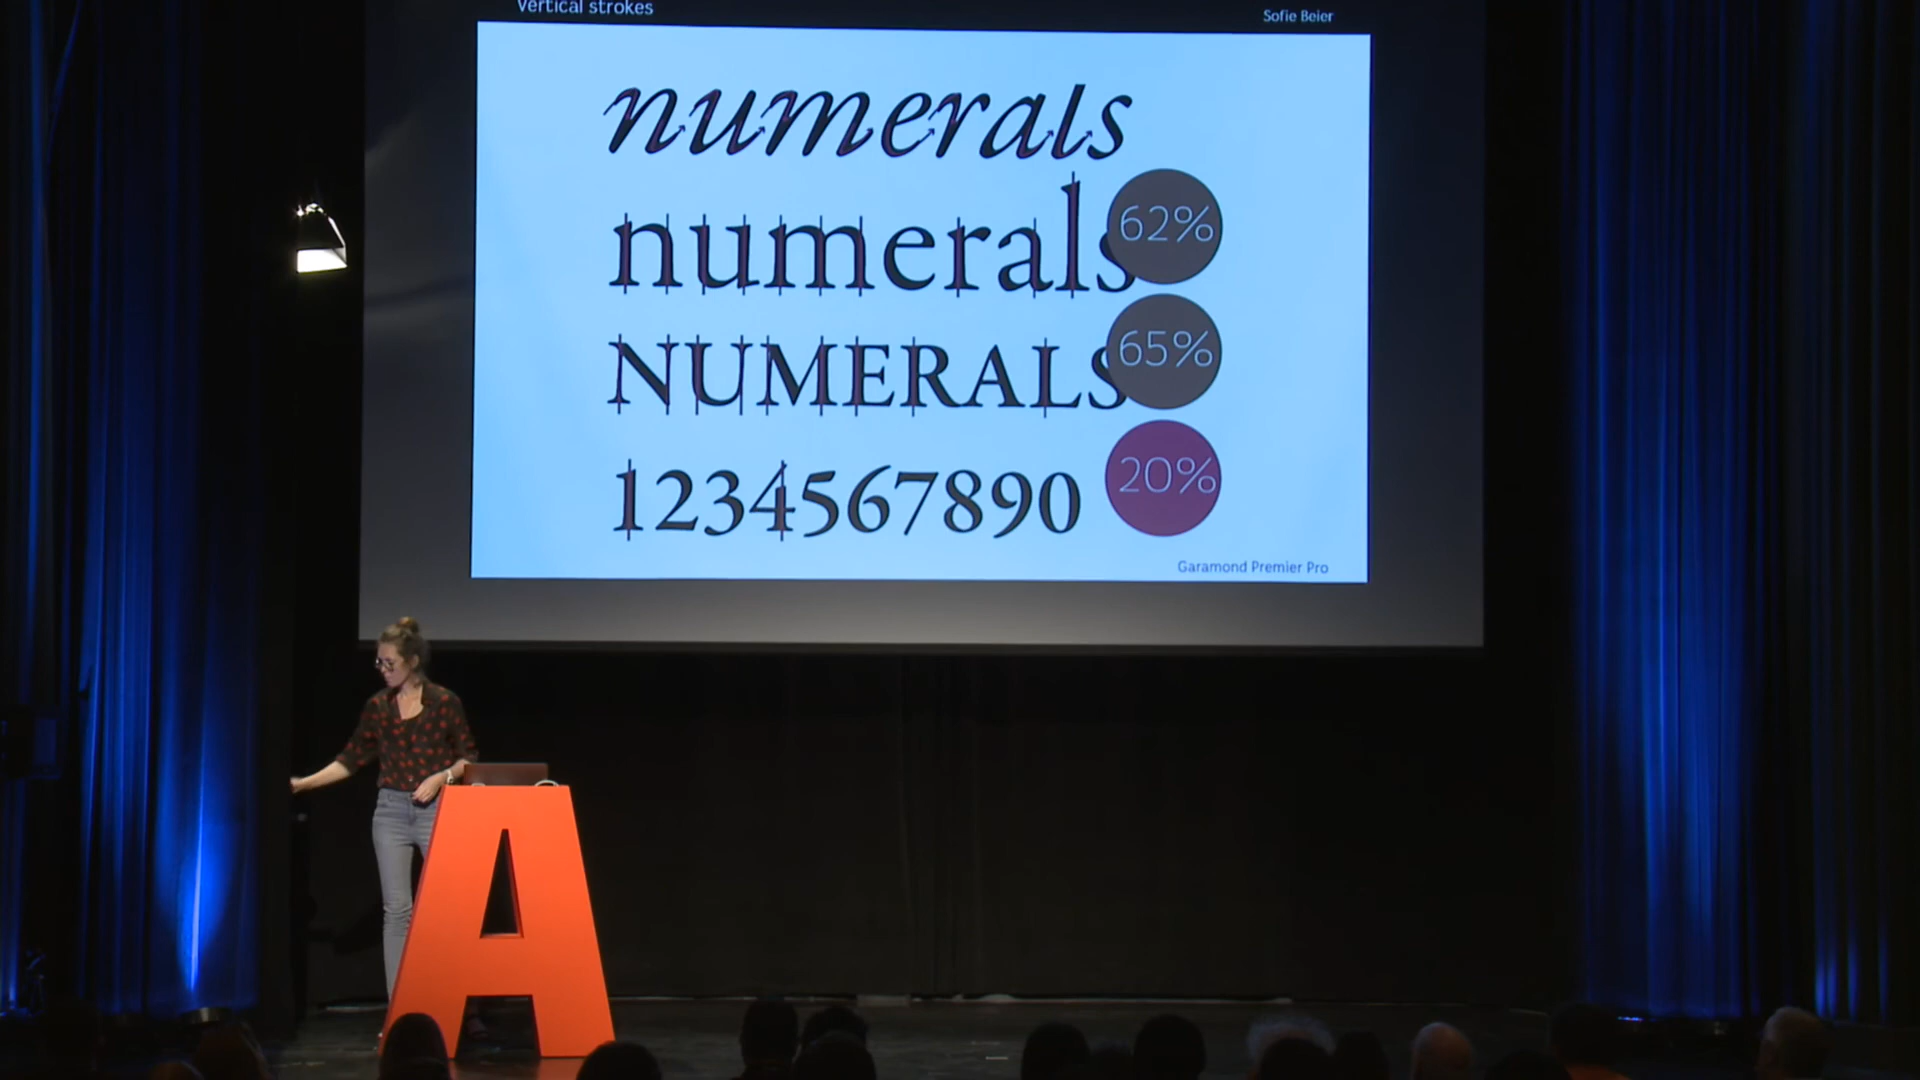 Vertical strokes
Sofie Beier
numerals
numerals
62%
NUMERALS
65%
1234567890
20%
Garamond Premier Pro
A